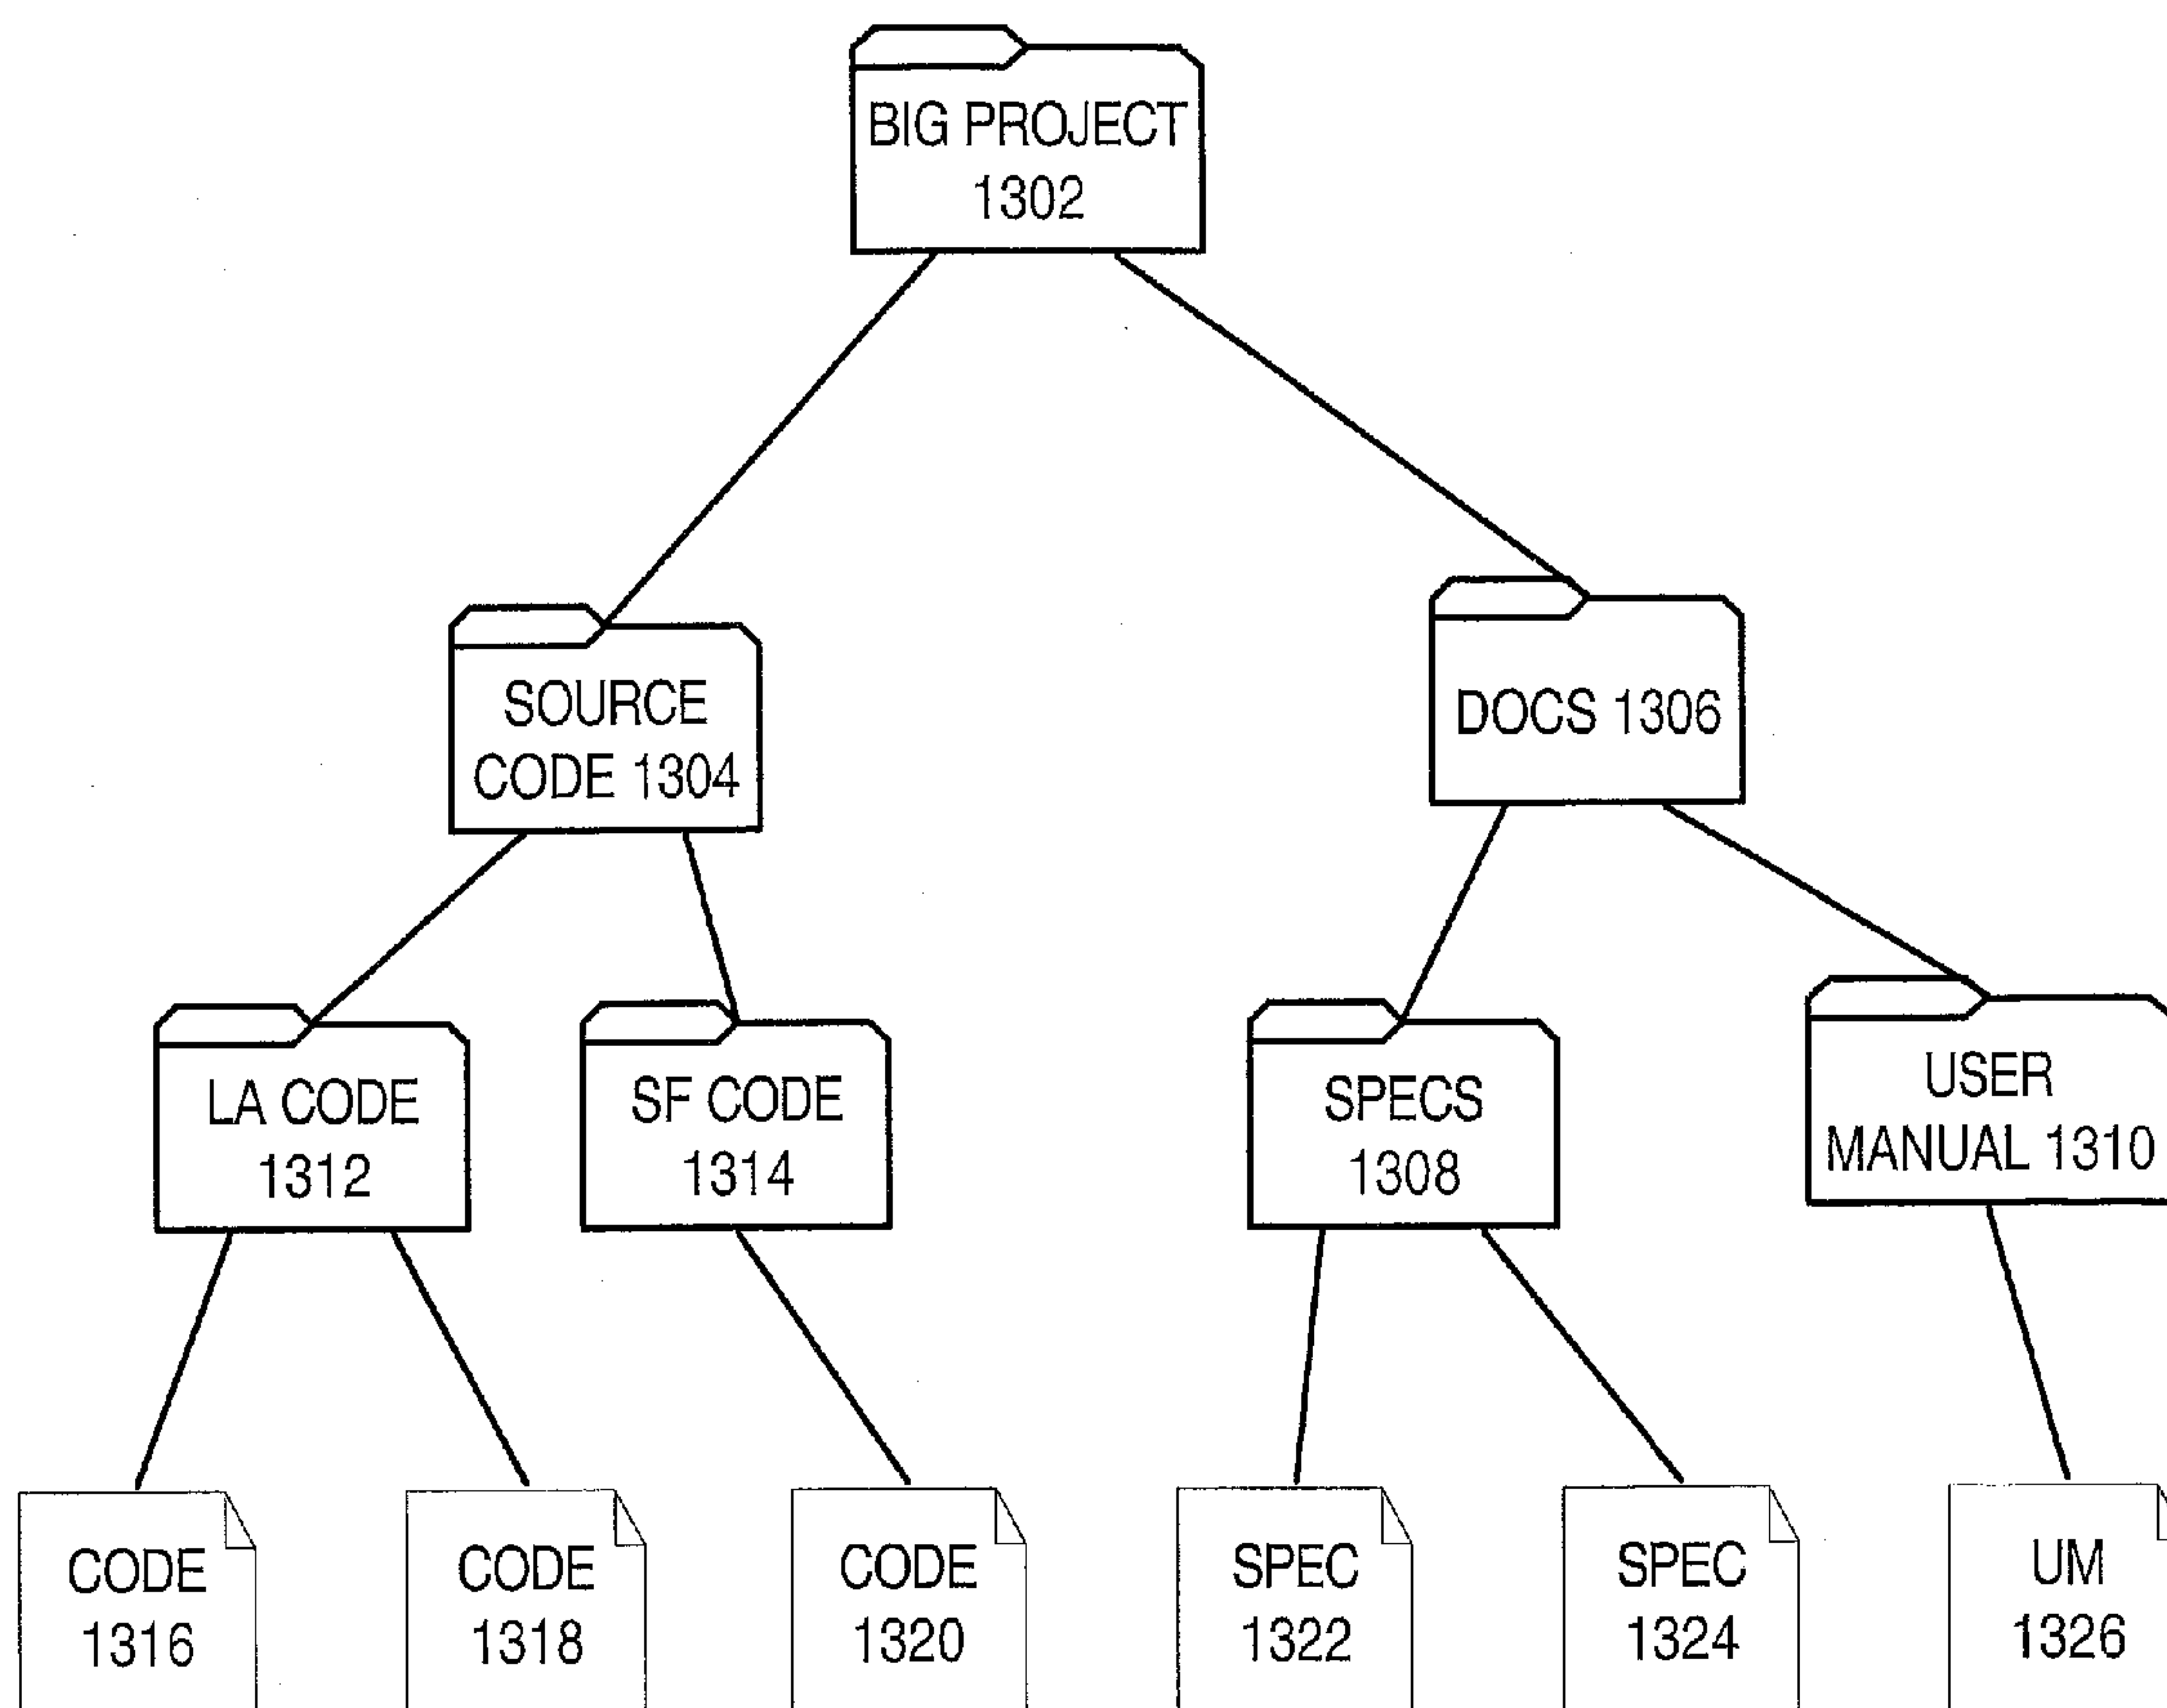 BIG PROJECT
1302
SOURCE
CODE 1304
DOCS 1306
LA CODE
1312
SF CODE
1314
SPECS
1308
USER
MANUAL 1310
CODE
1316
CODE
1318
CODE
1320
SPEC
1322
SPEC
1324
UM
1326